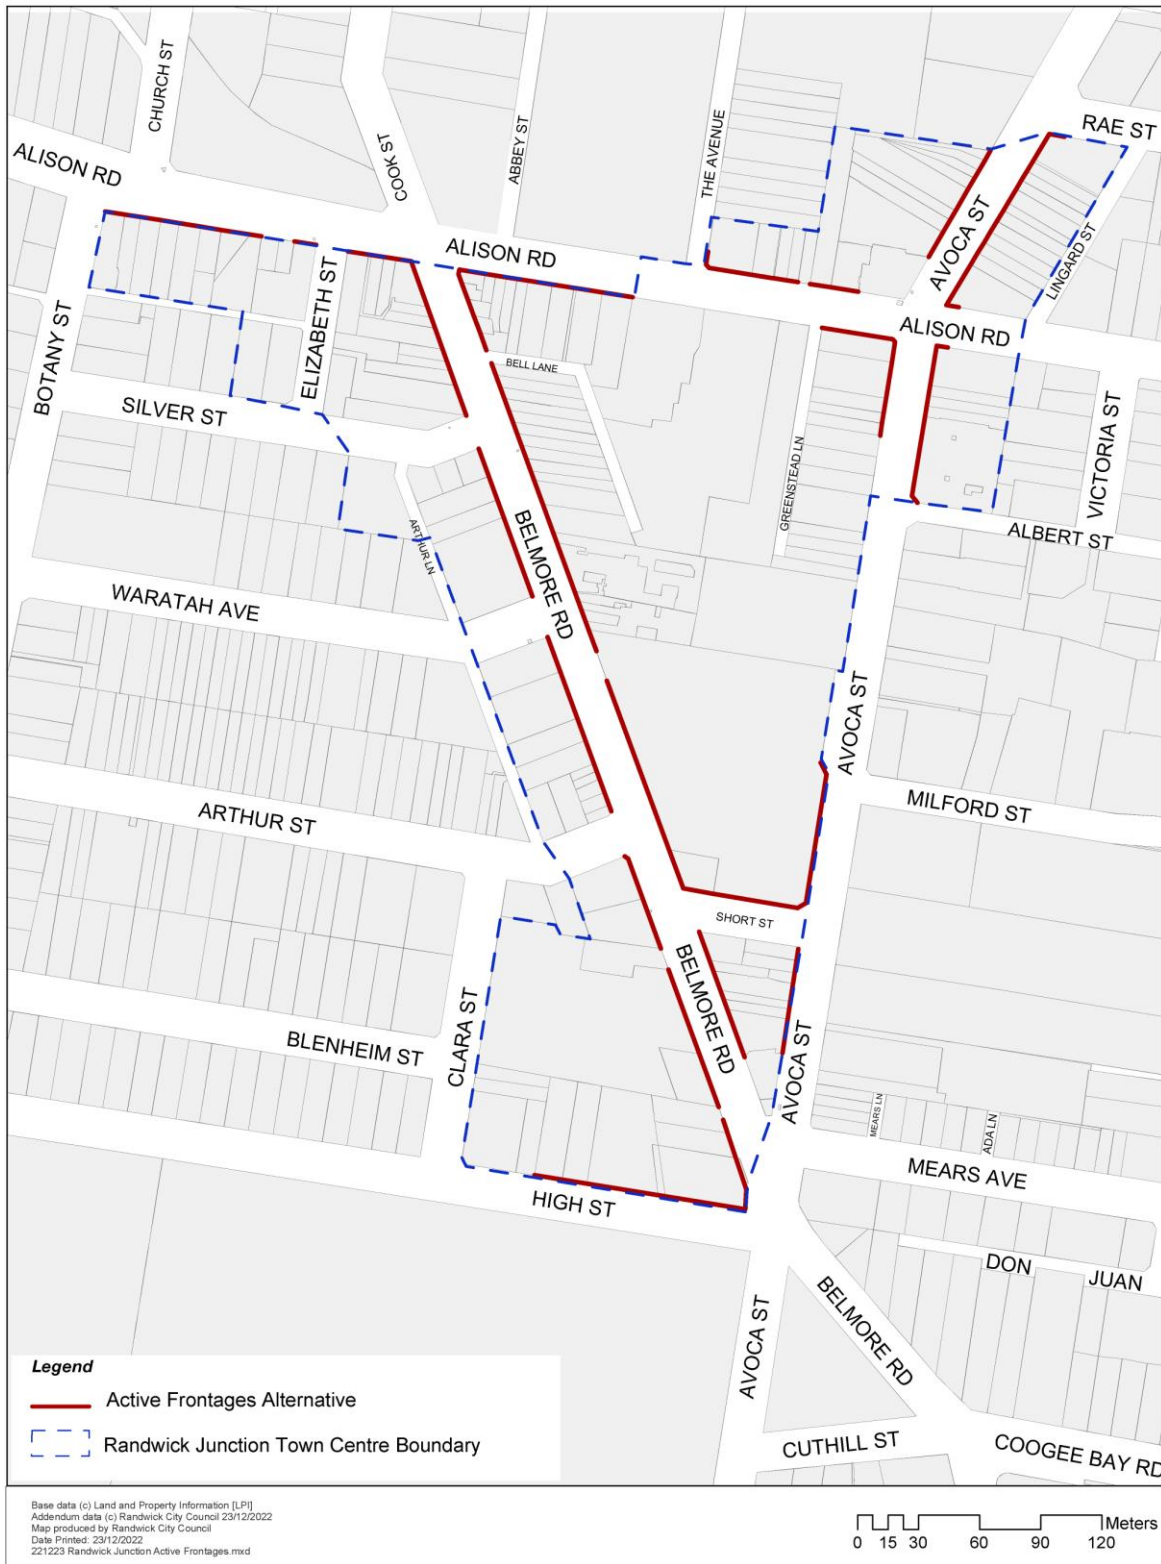 CHURCH ST
RAE ST
ALISON RD
COOK ST
ABBEY ST
THE AVENUE
AVOCA ST
LINGARD ST
ALISON RD
ALISON RD
BOTANY ST
ELIZABETH ST
BELL LANE
SILVER ST
VICTORIA ST
GREENSTEAD LN
ARTHUR LN
BELMORE RD
ALBERT ST
WARATAH AVE
AVOCA ST
ARTHUR ST
MILFORD ST
SHORT ST
BELMORE RD
CLARA ST
BLENHEIM ST
AVOCA ST
MEARS LN
ADA LN
MEARS AVE
HIGH ST
DON JUAN
BELMORE RD
AVOCA ST
CUTHILL ST
COOGEE BAY RD
Legend
Active Frontages Alternative
Randwick Junction Town Centre Boundary
Base data (c) Land and Property Information [LPI]
Addendum data (c) Randwick City Council 23/12/2022
Map produced by Randwick City Council
Date Printed: 23/12/2022
221223 Randwick Junction Active Frontages.mxd
Meters
0 15 30 60 90 120